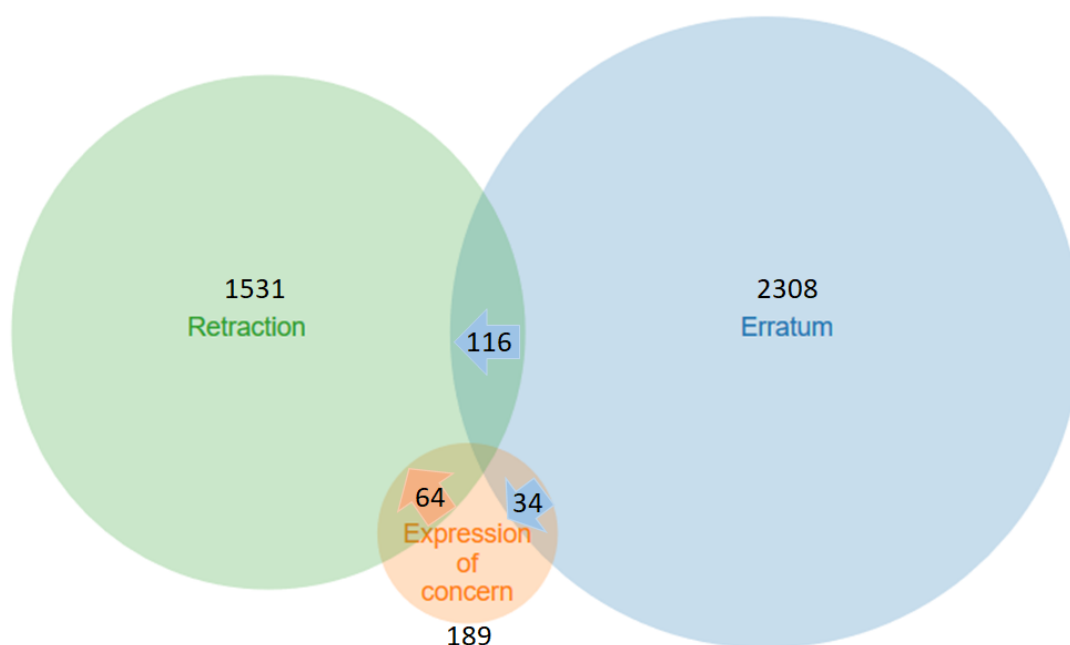 1531
Retraction
2308
Erratum
116
64
34
Expression
of
concern
189